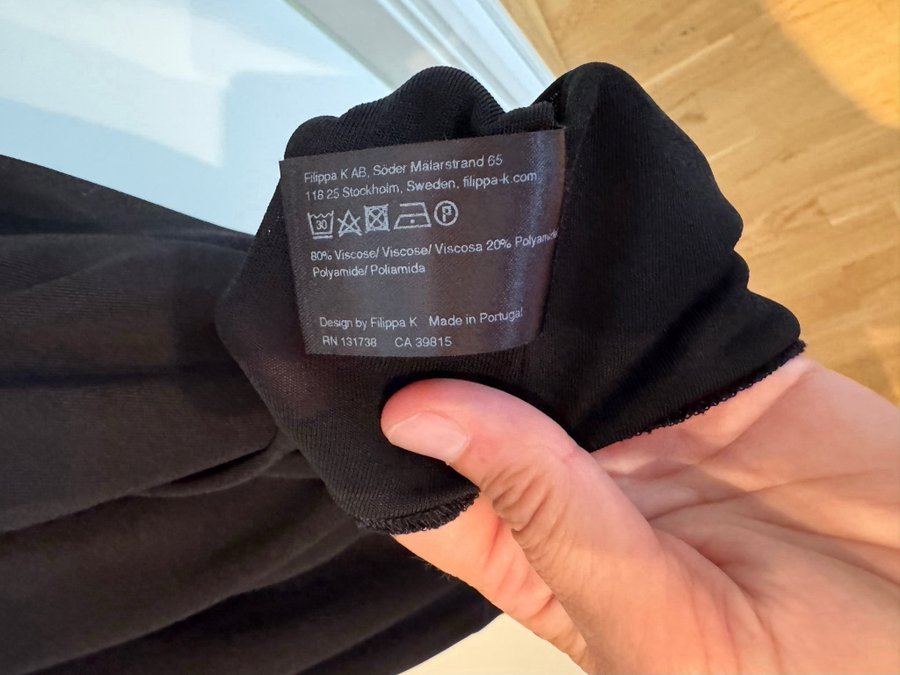 Filippa K AB, Söder Mälarstrand 65
118 25 Stockholm, Sweden, filippa-k.com
30 P
80% Viscose/ Viscose/ Viscosa 20% Polyamide/
Polyamide/ Poliamida
Design by Filippa K Made in Portugal
RN 131738 CA 39815